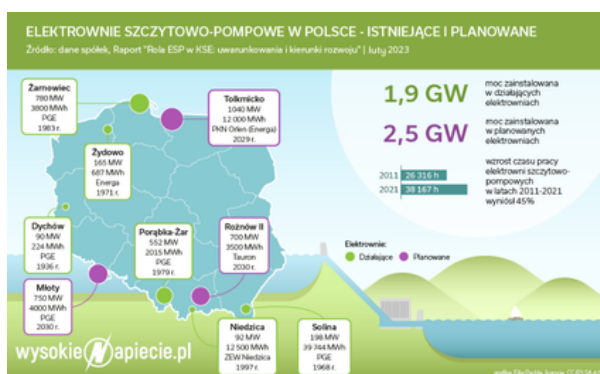 ELEKTROWNIE SZCZYTOWO-POMPOWE W POLSCE - ISTNIEJĄCE I PLANOWANE
Źródło: dane spółek, Raport "Rola ESP w KSE: uwarunkowania i kierunki rozwoju" | luty 2023
Żarnowiec
780 MW
3800 MWh
PGE
1983 r.
Tolkmicko
1040 MW
12 000 MWh
PKN Orlen (Energa)
2029 r.
1,9 GW
moc zainstalowana
w działających
elektrowniach
2,5 GW
moc zainstalowana
w planowanych
elektrowniach
2011 26 316 h
2021 38 167 h
wzrost czasu pracy
elektrowni szczytowo-
pompowych
w latach 2011-2021
wyniósł 45%
Żydowo
165 MW
687 MWh
Energa
1971 r.
Dychów
90 MW
224 MWh
PGE
1936 r.
Porąbka-Żar
552 MW
2015 MWh
PGE
1979 r.
Rożnów II
700 MW
3500 MWh
Tauron
2030 r.
Elektrownie:
Działające
Planowane
Młoty
750 MW
4000 MWh
PGE
2030 r.
Niedzica
92 MW
12 500 MWh
ZEW Niedzica
1997 r.
Solina
198 MW
39 744 MWh
PGE
1968 r.
wysokieNapiecie.pl